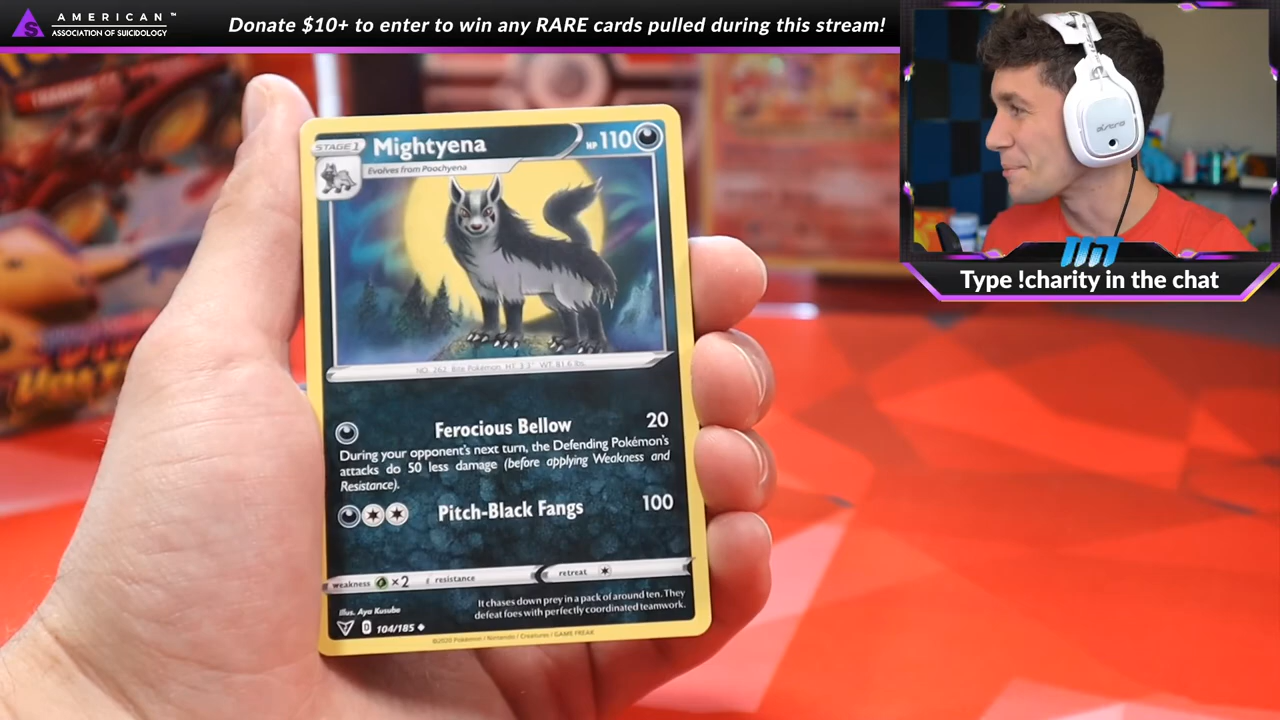 AMERICAN™
ASSOCIATION OF SUICIDOLOGY
Donate $10+ to enter to win any RARE cards pulled during this stream!
astro
Type !charity in the chat
STAGE 1
Mightyena
HP 110
Evolves from Poochyena
NO. 262 Bite Pokémon HT: 3'3" WT: 81.6 lbs.
Ferocious Bellow 20
During your opponent's next turn, the Defending Pokémon's
attacks do 50 less damage (before applying Weakness and
Resistance).
Pitch-Black Fangs 100
weakness ×2 resistance retreat
Illus. Aya Kusube
It chases down prey in a pack of around ten. They
defeat foes with perfectly coordinated teamwork.
D 104/185
©2020 Pokémon / Nintendo / Creatures / GAME FREAK